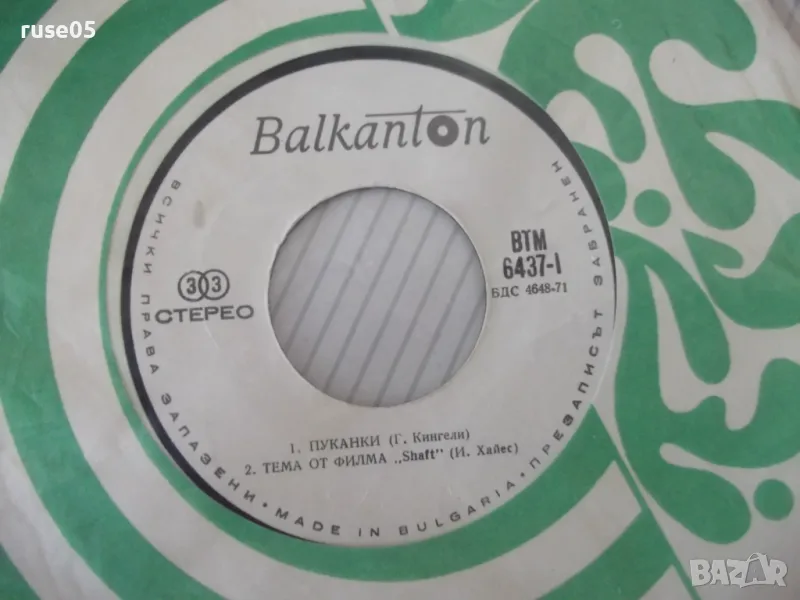 ruse05
Balkanton
ВСИЧКИ ПРАВА ЗАПАЗЕНИ • MADE IN BULGARIA • ПРЕЗАПИСЪТ ЗАБРАНЕН
33
СТЕРЕО
ВТМ
6437-I
БДС 4648-71
1. ПУКАНКИ (Г. Кингели)
2. ТЕМА ОТ ФИЛМА „Shaft" (И. Хайес)
BAZAR